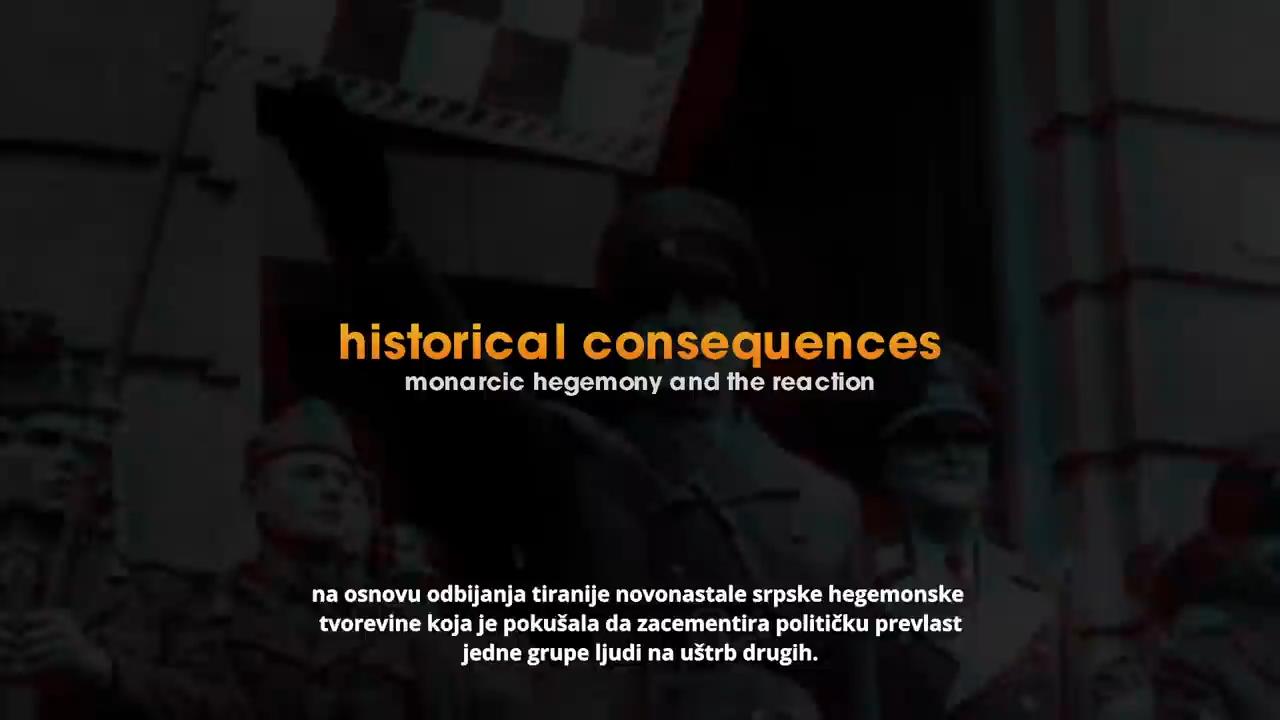 historical consequences
monarcic hegemony and the reaction
na osnovu odbijanja tiranije novonastale srpske hegemonske
tvorevine koja je pokušala da zacementira političku prevlast
jedne grupe ljudi na uštrb drugih.